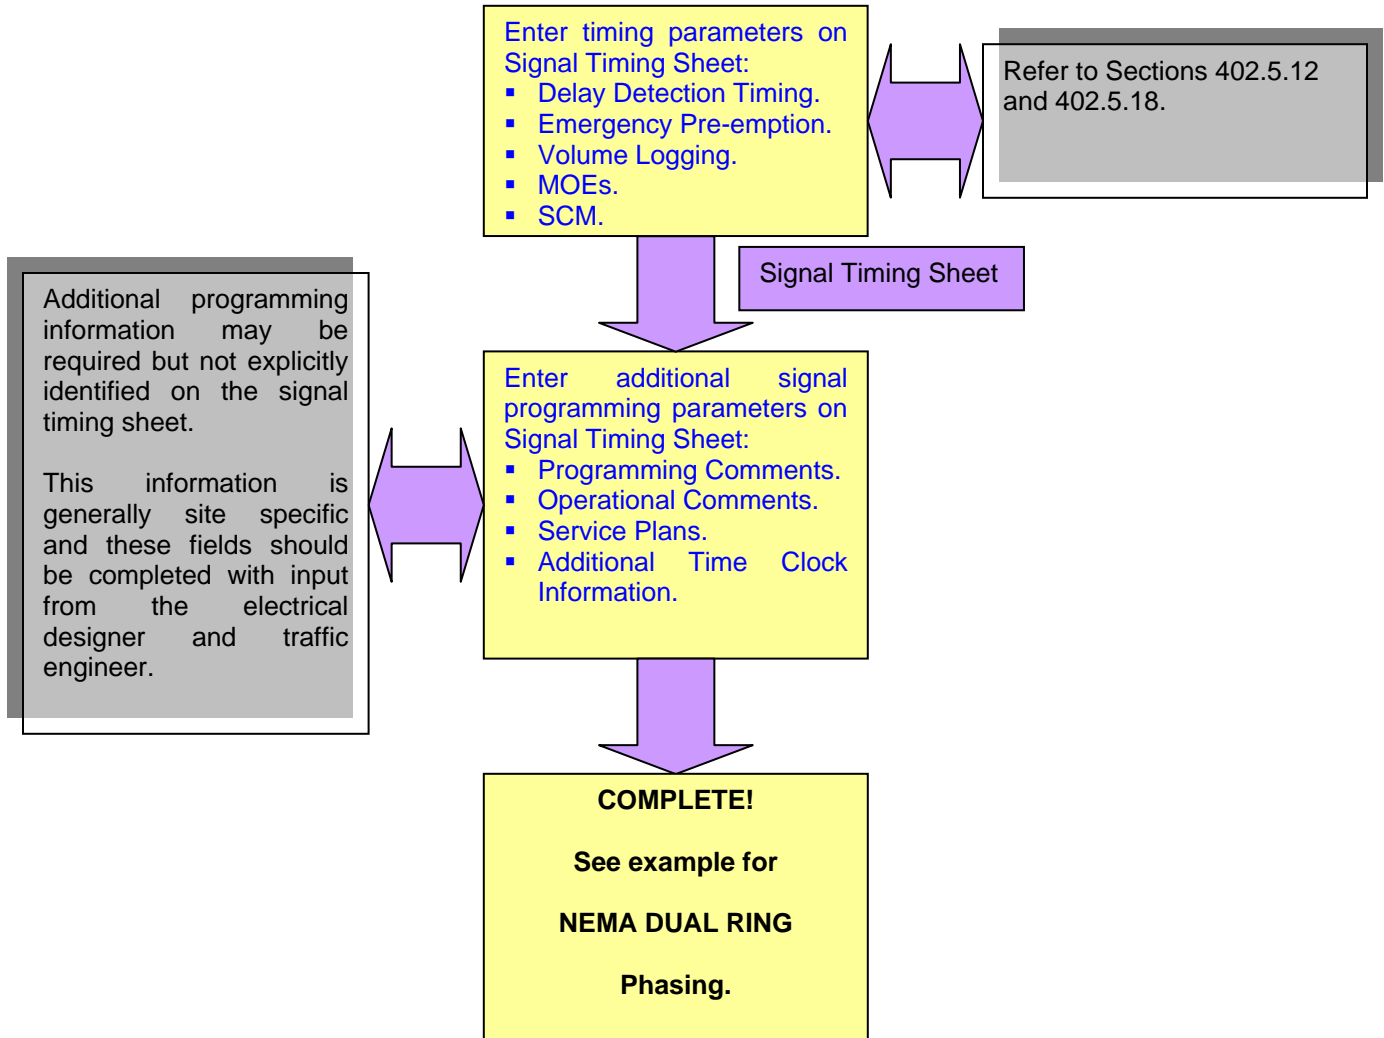 Enter timing parameters on
Signal Timing Sheet:
▪ Delay Detection Timing.
▪ Emergency Pre-emption.
▪ Volume Logging.
▪ MOEs.
▪ SCM.
Refer to Sections 402.5.12
and 402.5.18.
Signal Timing Sheet
Additional programming
information may be
required but not explicitly
identified on the signal
timing sheet.
This information is
generally site specific
and these fields should
be completed with input
from the electrical
designer and traffic
engineer.
Enter additional signal
programming parameters on
Signal Timing Sheet:
▪ Programming Comments.
▪ Operational Comments.
▪ Service Plans.
▪ Additional Time Clock
Information.
COMPLETE!
See example for
NEMA DUAL RING
Phasing.